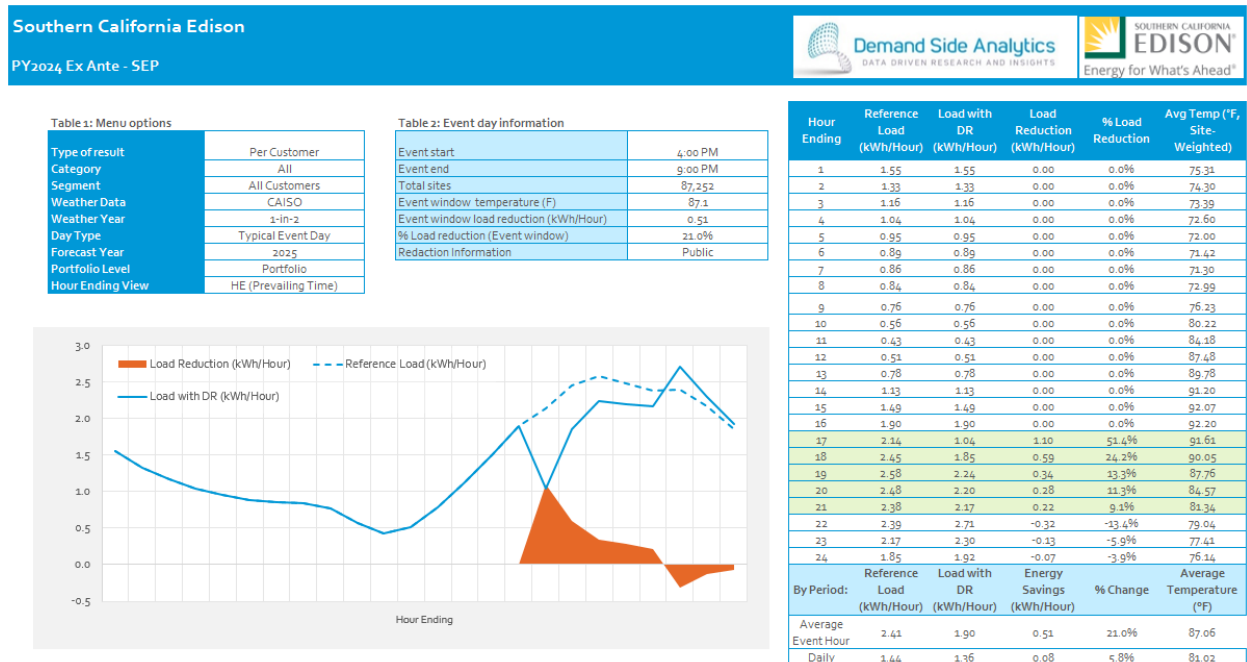 Southern California Edison
PY2024 Ex Ante - SEP
Demand Side Analytics
DATA DRIVEN RESEARCH AND INSIGHTS
SOUTHERN CALIFORNIA
EDISON®
Energy for What's Ahead®
Table 1: Menu options
Type of result Per Customer
Category All
Segment All Customers
Weather Data CAISO
Weather Year 1-in-2
Day Type Typical Event Day
Forecast Year 2025
Portfolio Level Portfolio
Hour Ending View HE (Prevailing Time)
Table 2: Event day information
Event start 4:00 PM
Event end 9:00 PM
Total sites 87,252
Event window temperature (F) 87.1
Event window load reduction (kWh/Hour) 0.51
% Load reduction (Event window) 21.0%
Redaction Information Public
3.0
2.5
2.0
1.5
1.0
0.5
0.0
-0.5
Load Reduction (kWh/Hour) Reference Load (kWh/Hour)
Load with DR (kWh/Hour)
Hour Ending
Hour Ending Reference Load (kWh/Hour) Load with DR (kWh/Hour) Load Reduction (kWh/Hour) % Load Reduction Avg Temp (°F, Site-Weighted)
1 1.55 1.55 0.00 0.0% 75.31
2 1.33 1.33 0.00 0.0% 74.30
3 1.16 1.16 0.00 0.0% 73.39
4 1.04 1.04 0.00 0.0% 72.60
5 0.95 0.95 0.00 0.0% 72.00
6 0.89 0.89 0.00 0.0% 71.42
7 0.86 0.86 0.00 0.0% 71.30
8 0.84 0.84 0.00 0.0% 72.99
9 0.76 0.76 0.00 0.0% 76.23
10 0.56 0.56 0.00 0.0% 80.22
11 0.43 0.43 0.00 0.0% 84.18
12 0.51 0.51 0.00 0.0% 87.48
13 0.78 0.78 0.00 0.0% 89.78
14 1.13 1.13 0.00 0.0% 91.20
15 1.49 1.49 0.00 0.0% 92.07
16 1.90 1.90 0.00 0.0% 92.20
17 2.14 1.04 1.10 51.4% 91.61
18 2.45 1.85 0.59 24.2% 90.05
19 2.58 2.24 0.34 13.3% 87.76
20 2.48 2.20 0.28 11.3% 84.57
21 2.38 2.17 0.22 9.1% 81.34
22 2.39 2.71 -0.32 -13.4% 79.04
23 2.17 2.30 -0.13 -5.9% 77.41
24 1.85 1.92 -0.07 -3.9% 76.14
By Period: Reference Load (kWh/Hour) Load with DR (kWh/Hour) Energy Savings (kWh/Hour) % Change Average Temperature (°F)
Average Event Hour 2.41 1.90 0.51 21.0% 87.06
Daily 1.44 1.36 0.08 5.8% 81.02